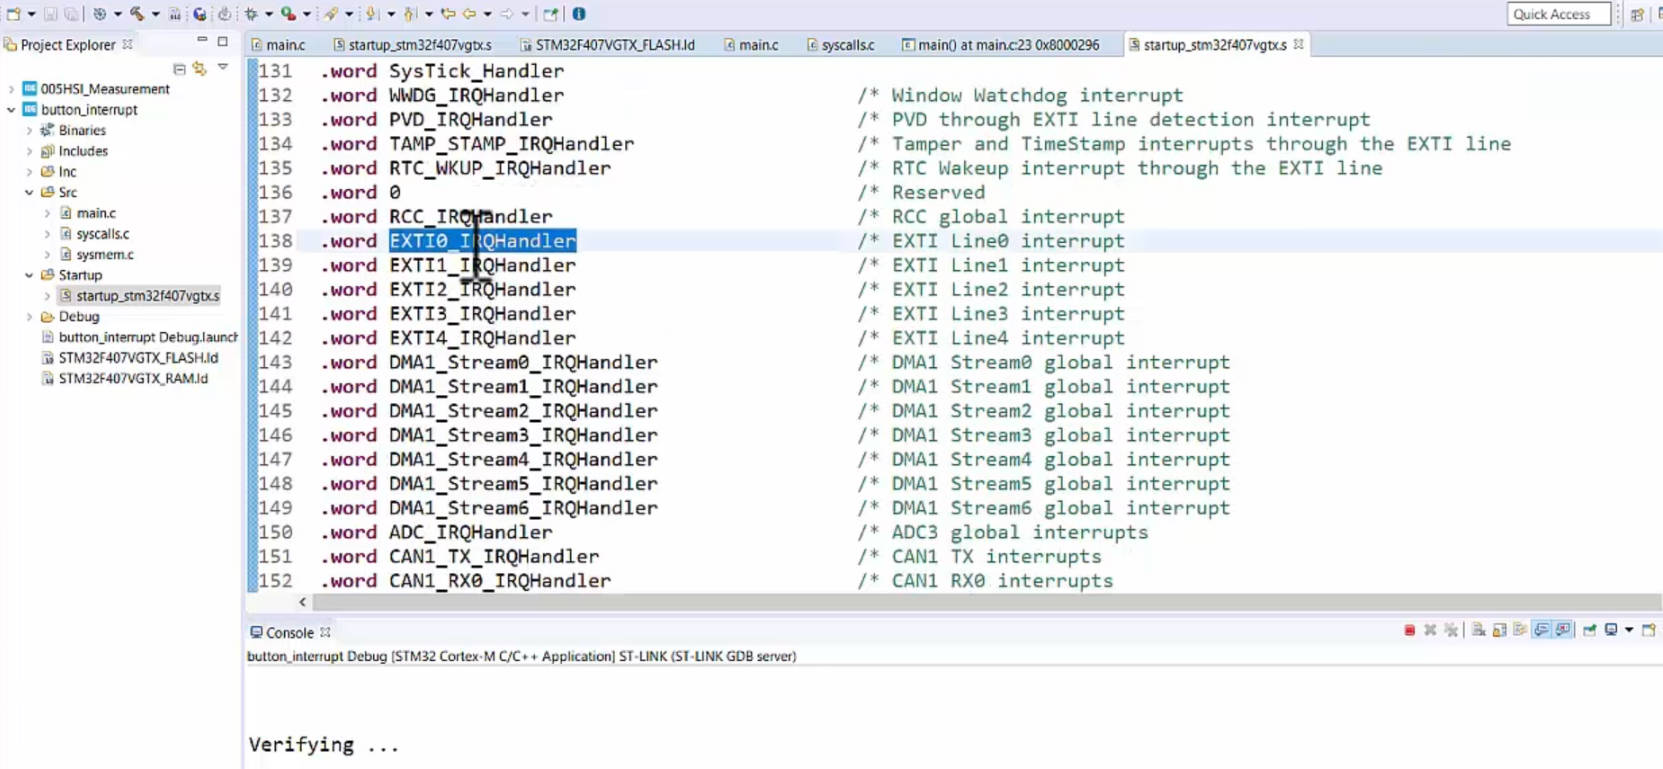 Quick Access
Project Explorer
main.c
startup_stm32f407vgtx.s
STM32F407VGTX_FLASH.ld
main.c
syscalls.c
main() at main.c:23 0x8000296
startup_stm32f407vgtx.s
005HSI_Measurement
button_interrupt
Binaries
Includes
Inc
Src
main.c
syscalls.c
sysmem.c
Startup
startup_stm32f407vgtx.s
Debug
button_interrupt Debug.launch
STM32F407VGTX_FLASH.ld
STM32F407VGTX_RAM.ld
131 .word SysTick_Handler
132 .word WWDG_IRQHandler /* Window Watchdog interrupt
133 .word PVD_IRQHandler /* PVD through EXTI line detection interrupt
134 .word TAMP_STAMP_IRQHandler /* Tamper and TimeStamp interrupts through the EXTI line
135 .word RTC_WKUP_IRQHandler /* RTC Wakeup interrupt through the EXTI line
136 .word 0 /* Reserved
137 .word RCC_IRQHandler /* RCC global interrupt
138 .word EXTI0_IRQHandler /* EXTI Line0 interrupt
139 .word EXTI1_IRQHandler /* EXTI Line1 interrupt
140 .word EXTI2_IRQHandler /* EXTI Line2 interrupt
141 .word EXTI3_IRQHandler /* EXTI Line3 interrupt
142 .word EXTI4_IRQHandler /* EXTI Line4 interrupt
143 .word DMA1_Stream0_IRQHandler /* DMA1 Stream0 global interrupt
144 .word DMA1_Stream1_IRQHandler /* DMA1 Stream1 global interrupt
145 .word DMA1_Stream2_IRQHandler /* DMA1 Stream2 global interrupt
146 .word DMA1_Stream3_IRQHandler /* DMA1 Stream3 global interrupt
147 .word DMA1_Stream4_IRQHandler /* DMA1 Stream4 global interrupt
148 .word DMA1_Stream5_IRQHandler /* DMA1 Stream5 global interrupt
149 .word DMA1_Stream6_IRQHandler /* DMA1 Stream6 global interrupt
150 .word ADC_IRQHandler /* ADC3 global interrupts
151 .word CAN1_TX_IRQHandler /* CAN1 TX interrupts
152 .word CAN1_RX0_IRQHandler /* CAN1 RX0 interrupts
Console
button_interrupt Debug [STM32 Cortex-M C/C++ Application] ST-LINK (ST-LINK GDB server)
Verifying ...